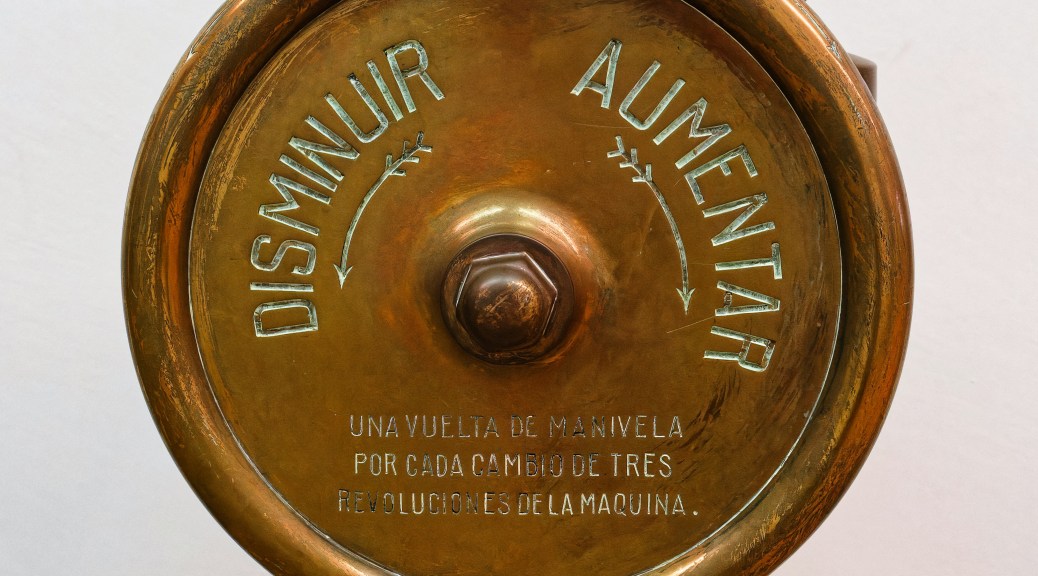 DISMINUIR
AUMENTAR
UNA VUELTA DE MANIVELA
POR CADA CAMBIO DE TRES
REVOLUCIONES DE LA MAQUINA.